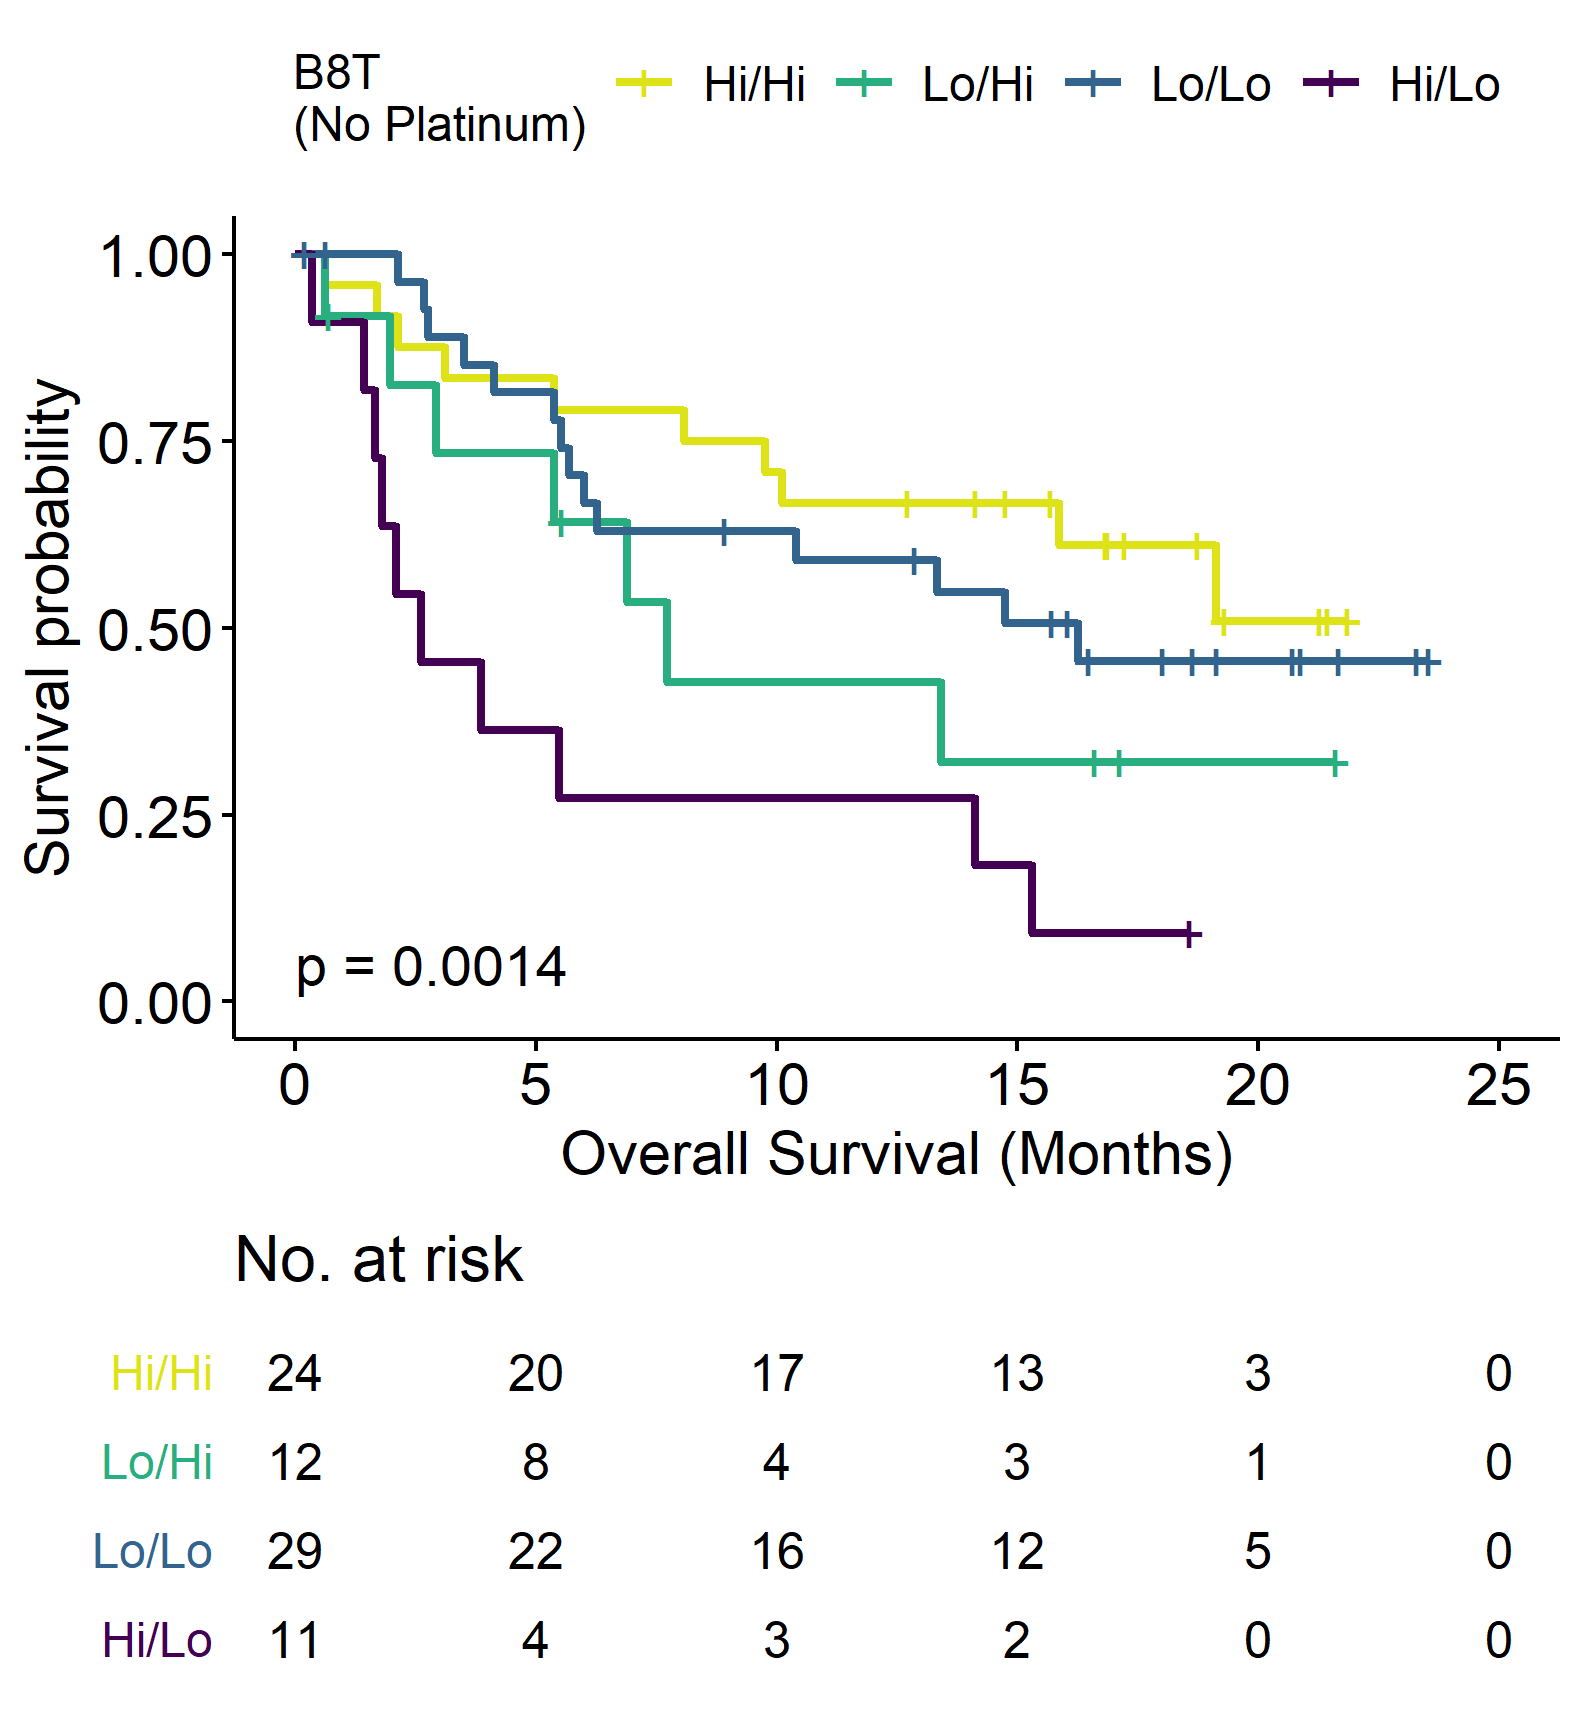 B8T
(No Platinum)
Hi/Hi Lo/Hi Lo/Lo Hi/Lo
Survival probability
1.00
0.75
0.50
0.25
0.00
p = 0.0014
0 5 10 15 20 25
Overall Survival (Months)
No. at risk
Hi/Hi 24 20 17 13 3 0
Lo/Hi 12 8 4 3 1 0
Lo/Lo 29 22 16 12 5 0
Hi/Lo 11 4 3 2 0 0